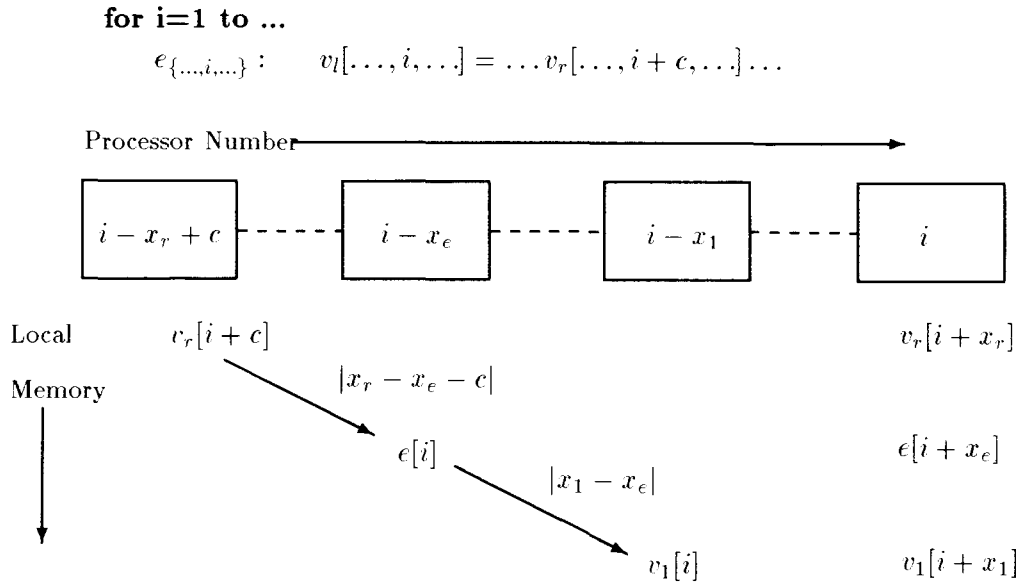 for i=1 to ...
e_{...,i,...} : v_l[..., i, ...] = ... v_r[..., i + c, ...] ...
Processor Number
i − x_r + c
i − x_e
i − x_1
i
Local
v_r[i + c]
v_r[i + x_r]
|x_r − x_e − c|
Memory
e[i]
e[i + x_e]
|x_1 − x_e|
v_1[i]
v_1[i + x_1]